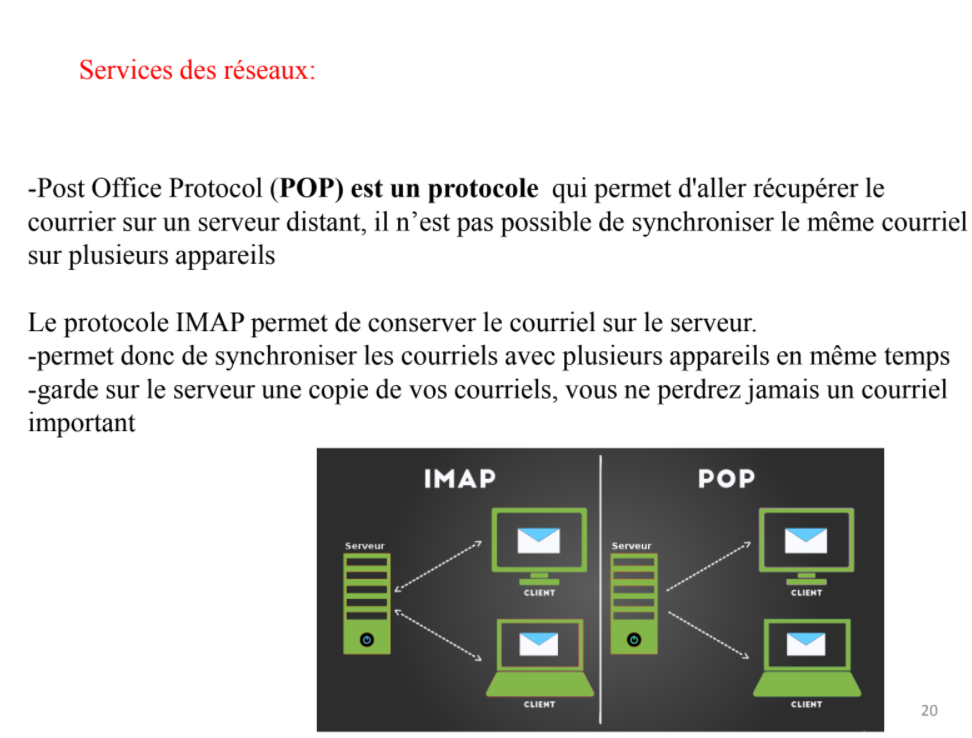 Services des réseaux:
-Post Office Protocol (POP) est un protocole qui permet d'aller récupérer le
courrier sur un serveur distant, il n’est pas possible de synchroniser le même courriel
sur plusieurs appareils
Le protocole IMAP permet de conserver le courriel sur le serveur.
-permet donc de synchroniser les courriels avec plusieurs appareils en même temps
-garde sur le serveur une copie de vos courriels, vous ne perdrez jamais un courriel
important
IMAP
Serveur
CLIENT
CLIENT
POP
Serveur
CLIENT
CLIENT
20